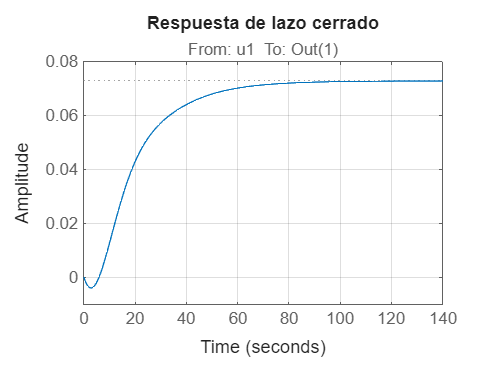 Respuesta de lazo cerrado
From: u1 To: Out(1)
0.08
0.06
0.04
0.02
0
Amplitude
0 20 40 60 80 100 120 140
Time (seconds)